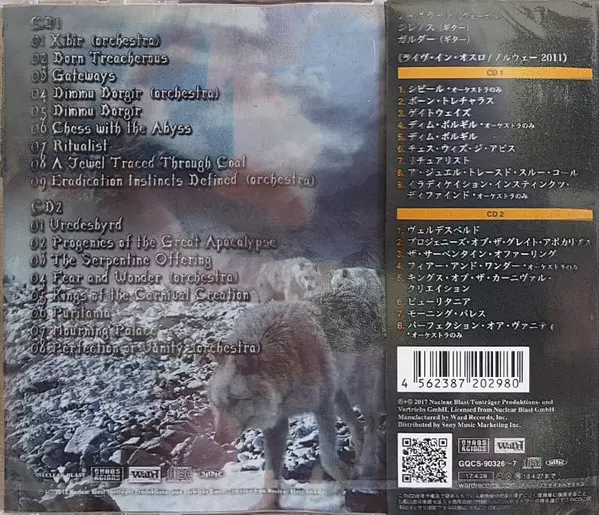 CD1
01 Xibir (orchestra)
02 Born Treacherous
03 Gateways
04 Dimmu Borgir (orchestra)
05 Dimmu Borgir
06 Chess with the Abyss
07 Ritualist
08 A Jewel Traced Through Coal
09 Eradication Instincts Defined (orchestra)
CD2
01 Vredesbyrd
02 Progenies of the Great Apocalypse
03 The Serpentine Offering
04 Fear and Wonder (orchestra)
05 Kings of the Carnival Creation
06 Puritania
07 Mourning Palace
08 Perfection or Vanity (orchestra)
NUCLEAR BLAST
シレノス (ギター)
ガルダー (ギター)
《ライヴ・イン・オスロ/ノルウェー 2011》
CD 1
1. シビール *オーケストラのみ
2. ボーン・トレチャラス
3. ゲイトウェイズ
4. ディム・ボルギル *オーケストラのみ
5. ディム・ボルギル
6. チェス・ウィズ・ジ・アビス
7. リチュアリスト
8. ア・ジュエル・トレースド・スルー・コール
9. イラディケイション・インスティンクツ・
ディファインド *オーケストラのみ
CD 2
1. ヴェルデスベルド
2. プロジェニーズ・オブ・ザ・グレイト・アポカリプス
3. ザ・サーペンタイン・オファーリング
4. フィアー・アンド・ワンダー *オーケストラのみ
5. キングス・オブ・ザ・カーニヴァル・
クリエイション
6. ピューリタニア
7. モーニング・パレス
8. パーフェクション・オア・ヴァニティ
*オーケストラのみ
4 562387 202980
℗+© 2017 Nuclear Blast Tonträger Produktions- und
Vertriebs GmbH. Licensed from Nuclear Blast GmbH.
Manufactured by Ward Records, Inc.
Distributed by Sony Music Marketing Inc.
GQCS-90326~7
17.4.28
wardrecords.com